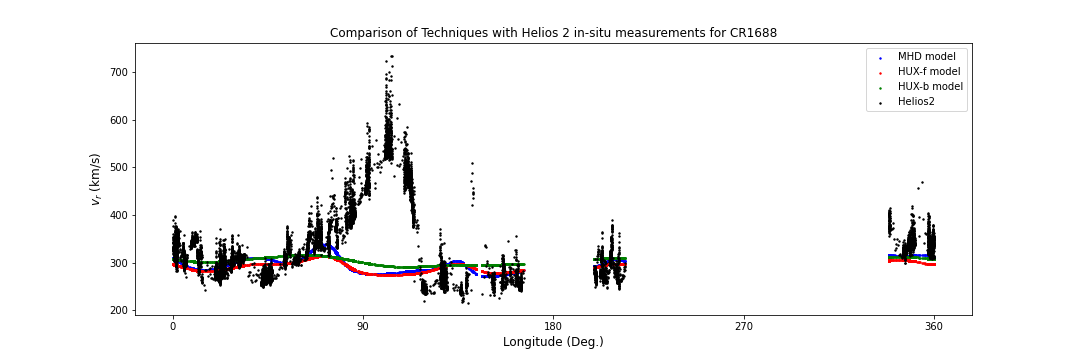 Comparison of Techniques with Helios 2 in-situ measurements for CR1688
MHD model
HUX-f model
HUX-b model
Helios2
700
600
500
400
300
200
v_r (km/s)
0 90 180 270 360
Longitude (Deg.)